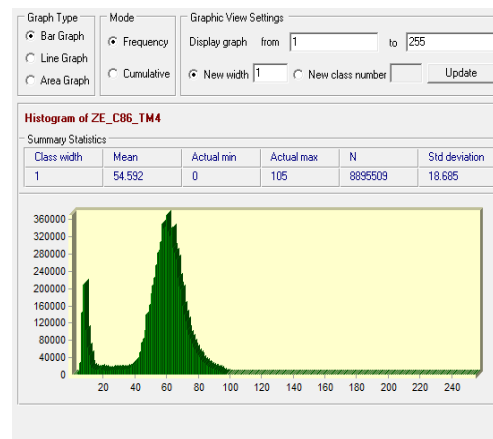 Graph Type
Bar Graph
Line Graph
Area Graph
Mode
Frequency
Cumulative
Graphic View Settings
Display graph from 1 to 255
New width 1 New class number Update
Histogram of ZE_C86_TM4
Summary Statistics
Class width Mean Actual min Actual max N Std deviation
1 54.592 0 105 8895509 18.685
360000
320000
280000
240000
200000
160000
120000
80000
40000
0
20 40 60 80 100 120 140 160 180 200 220 240